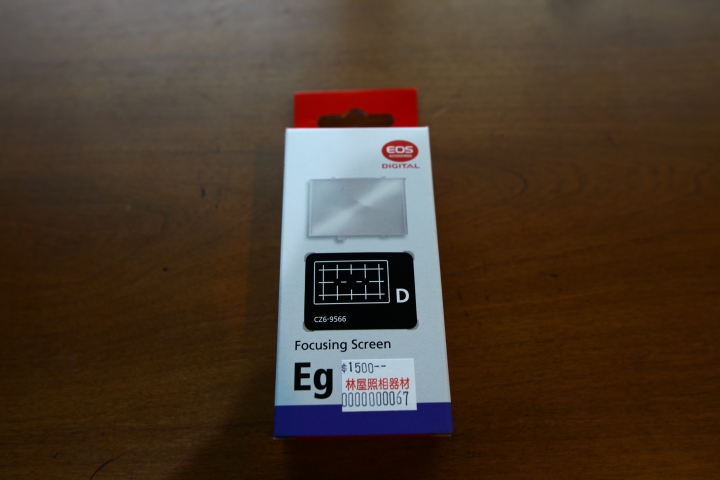 EOS
DIGITAL
D
CZ6-9566
Focusing Screen
Eg
$1500--
林屋照相器材
0000000067